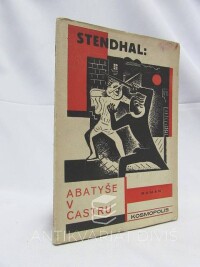 STENDHAL:
ABATYŠE
V
CASTRU
ROMÁN
KOSMOPOLIS